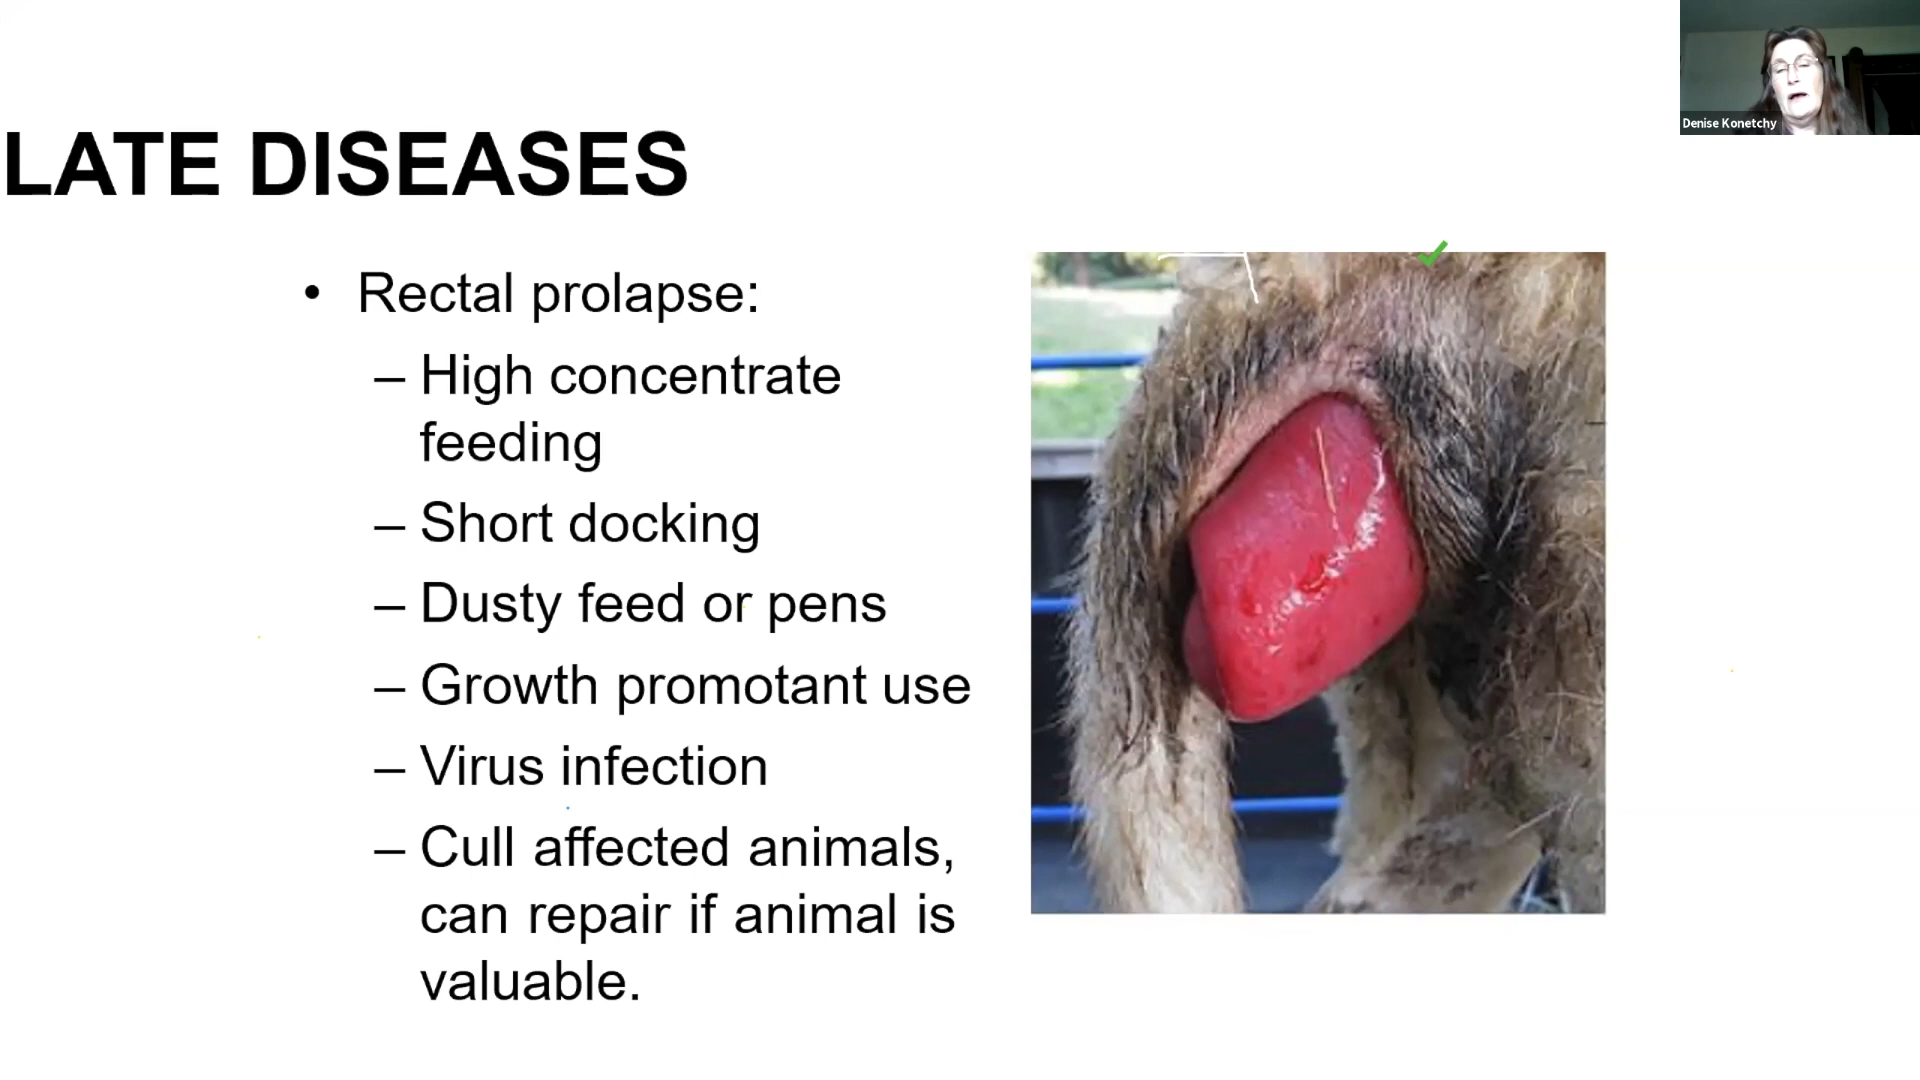 Denise Konetchy
LATE DISEASES
• Rectal prolapse:
– High concentrate
feeding
– Short docking
– Dusty feed or pens
– Growth promotant use
– Virus infection
– Cull affected animals,
can repair if animal is
valuable.